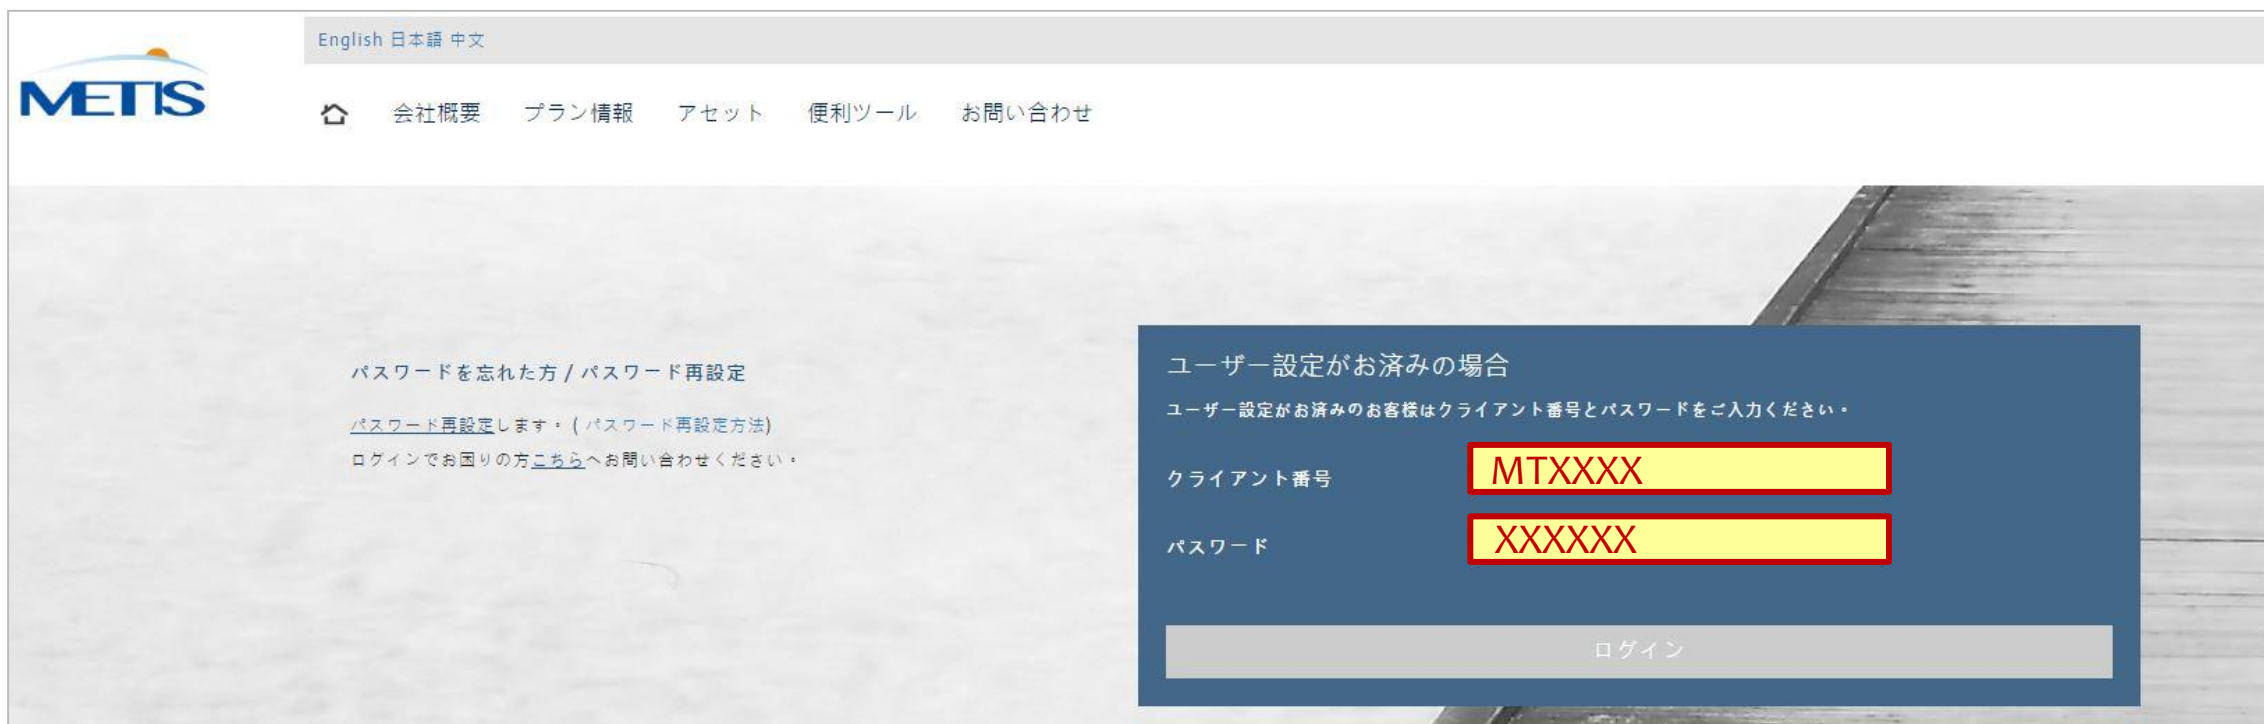 English 日本語 中文
METIS
会社概要 プラン情報 アセット 便利ツール お問い合わせ
パスワードを忘れた方 / パスワード再設定
パスワード再設定します。( パスワード再設定方法)
ログインでお困りの方こちらへお問い合わせください。
ユーザー設定がお済みの場合
ユーザー設定がお済みのお客様はクライアント番号とパスワードをご入力ください。
クライアント番号 MTXXXX
パスワード XXXXXX
ログイン